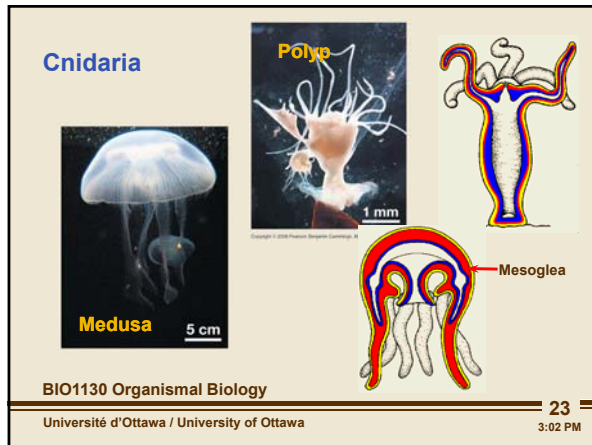 Cnidaria
Polyp
1 mm
Medusa
5 cm
Mesoglea
BIO1130 Organismal Biology
Université d'Ottawa / University of Ottawa
23
3:02 PM